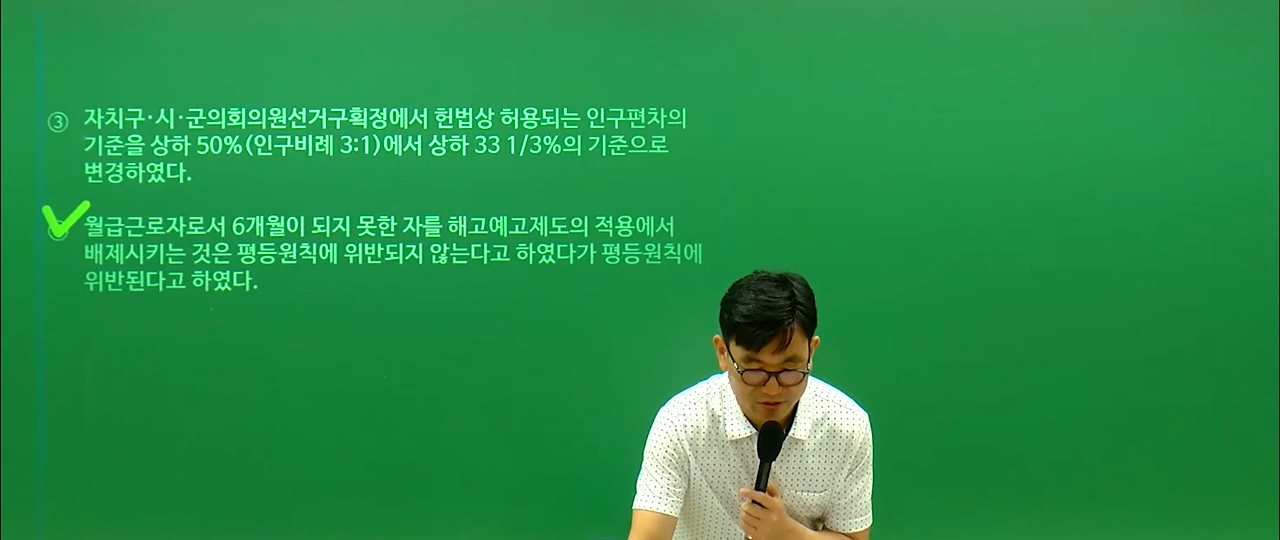 ③ 자치구·시·군의회의원선거구획정에서 헌법상 허용되는 인구편차의
기준을 상하 50%(인구비례 3:1)에서 상하 33 1/3%의 기준으로
변경하였다.
월급근로자로서 6개월이 되지 못한 자를 해고예고제도의 적용에서
배제시키는 것은 평등원칙에 위반되지 않는다고 하였다가 평등원칙에
위반된다고 하였다.